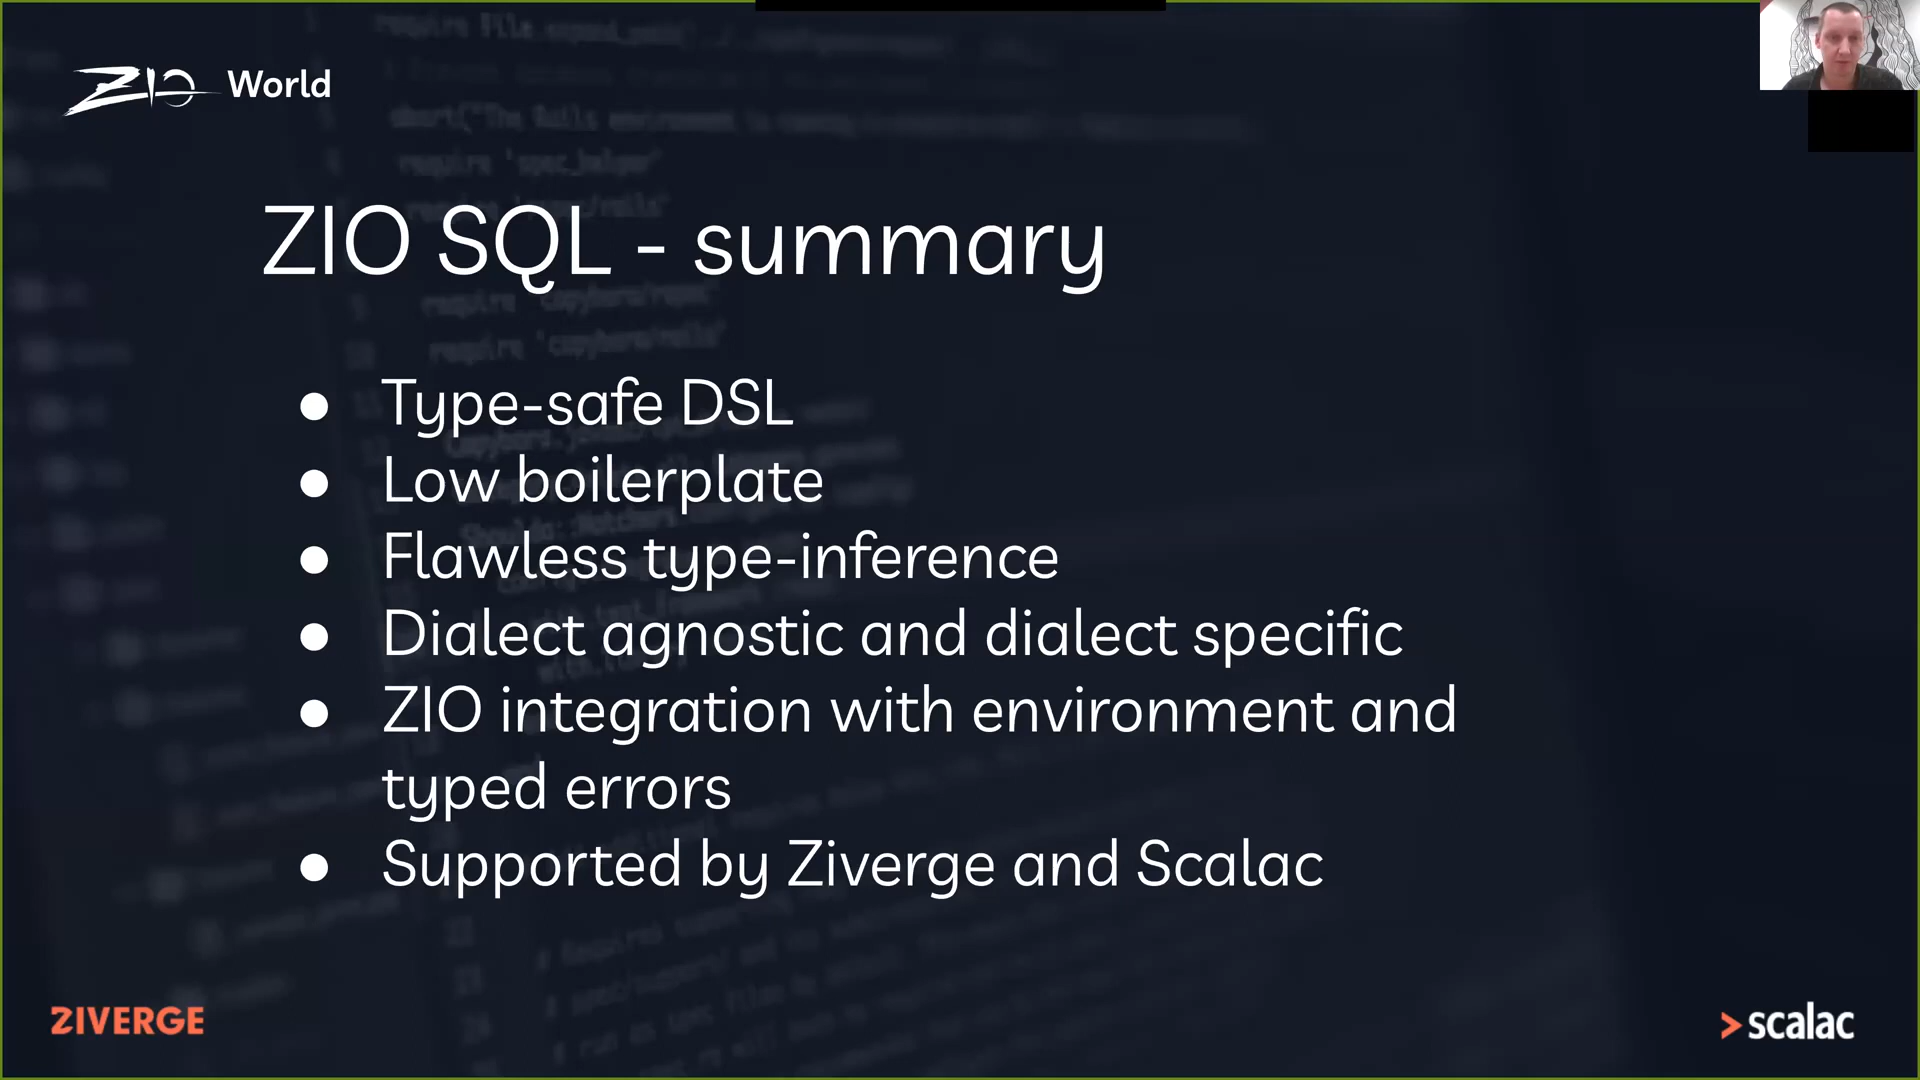 ZIO World
ZIO SQL - summary
● Type-safe DSL
● Low boilerplate
● Flawless type-inference
● Dialect agnostic and dialect specific
● ZIO integration with environment and
typed errors
● Supported by Ziverge and Scalac
ZIVERGE
>scalac